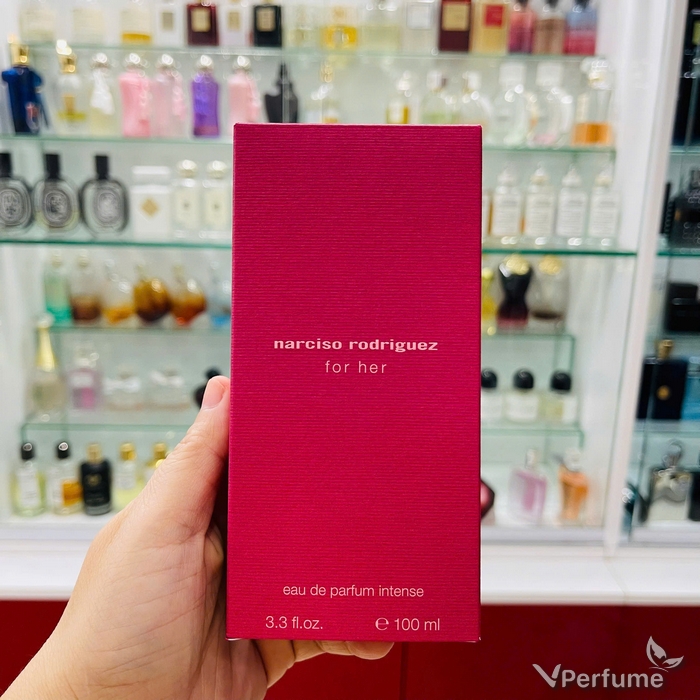 narciso rodriguez
for her
eau de parfum intense
3.3 fl.oz. ℮ 100 ml
VPerfume